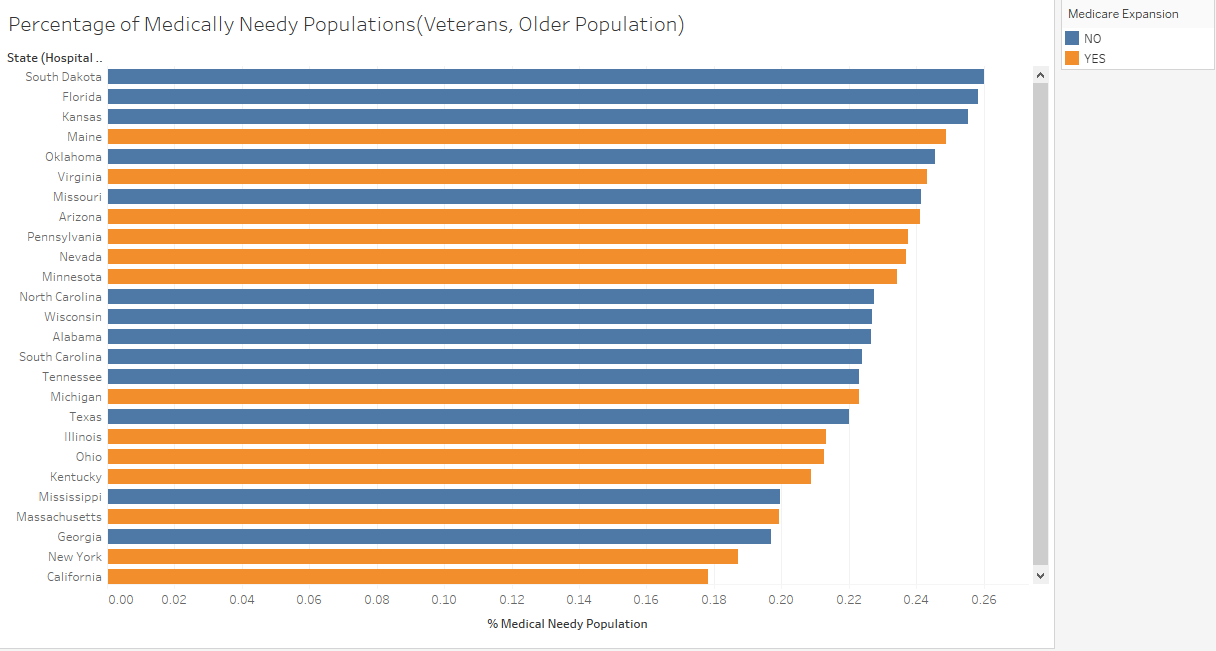 Percentage of Medically Needy Populations(Veterans, Older Population)
State (Hospital ..
South Dakota
Florida
Kansas
Maine
Oklahoma
Virginia
Missouri
Arizona
Pennsylvania
Nevada
Minnesota
North Carolina
Wisconsin
Alabama
South Carolina
Tennessee
Michigan
Texas
Illinois
Ohio
Kentucky
Mississippi
Massachusetts
Georgia
New York
California
0.00 0.02 0.04 0.06 0.08 0.10 0.12 0.14 0.16 0.18 0.20 0.22 0.24 0.26
% Medical Needy Population
Medicare Expansion
NO
YES